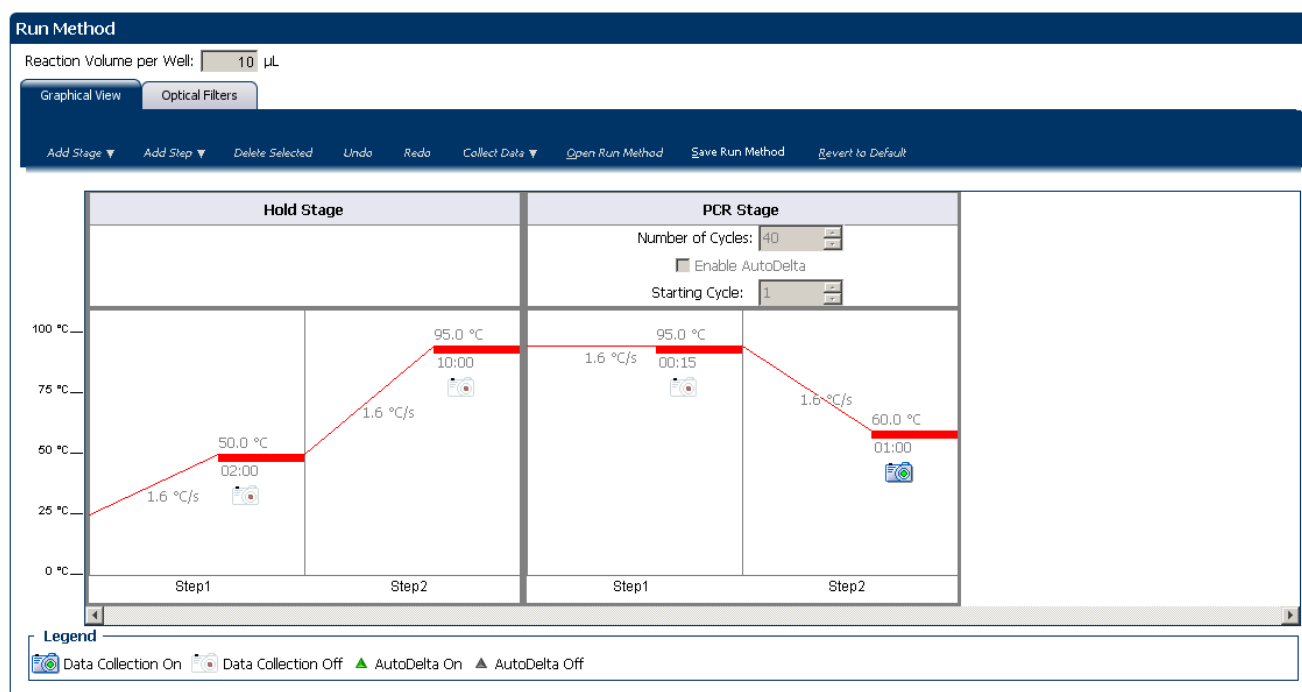 Run Method
Reaction Volume per Well: 10 µL
Graphical View Optical Filters
Add Stage ▼ Add Step ▼ Delete Selected Undo Redo Collect Data ▼ Open Run Method Save Run Method Revert to Default
Hold Stage PCR Stage
Number of Cycles: 40
Enable AutoDelta
Starting Cycle: 1
100 °C
75 °C
50 °C
25 °C
0 °C
50.0 °C
02:00
1.6 °C/s
95.0 °C
10:00
1.6 °C/s
95.0 °C
1.6 °C/s 00:15
1.6 °C/s
60.0 °C
01:00
Step1 Step2 Step1 Step2
Legend
Data Collection On Data Collection Off AutoDelta On AutoDelta Off